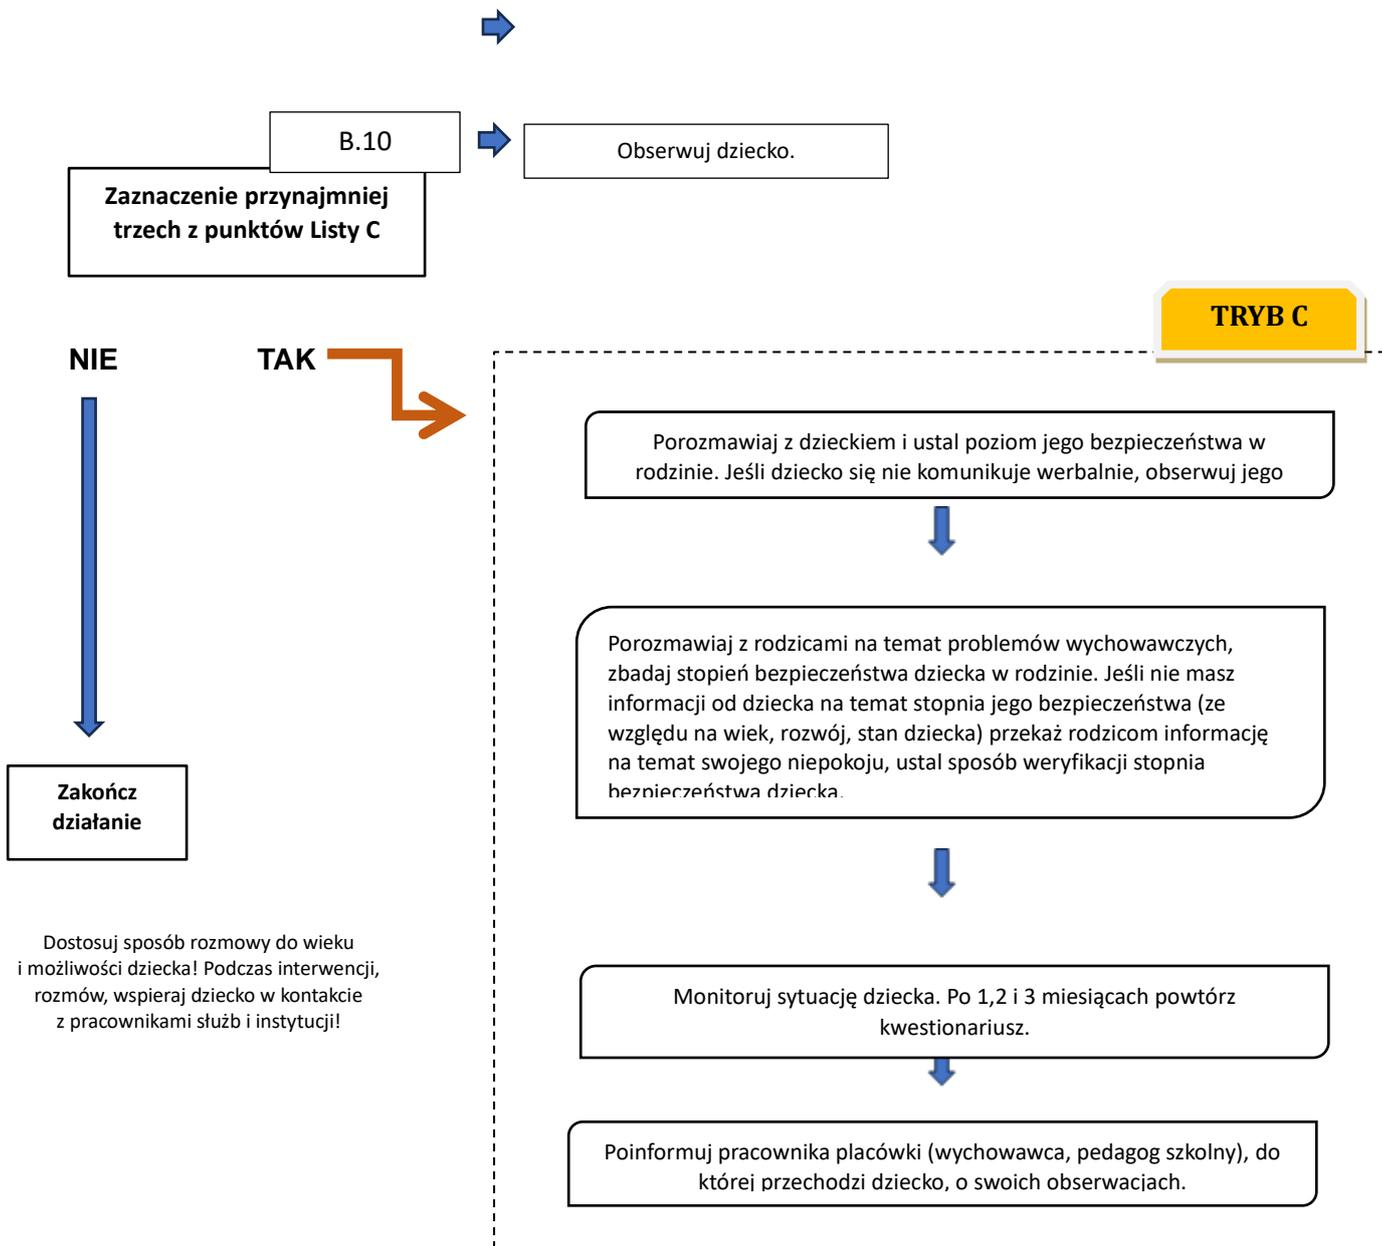 B.10
Obserwuj dziecko.
Zaznaczenie przynajmniej
trzech z punktów Listy C
TRYB C
NIE
TAK
Porozmawiaj z dzieckiem i ustal poziom jego bezpieczeństwa w
rodzinie. Jeśli dziecko się nie komunikuje werbalnie, obserwuj jego
Porozmawiaj z rodzicami na temat problemów wychowawczych,
zbadaj stopień bezpieczeństwa dziecka w rodzinie. Jeśli nie masz
informacji od dziecka na temat stopnia jego bezpieczeństwa (ze
względu na wiek, rozwój, stan dziecka) przekaż rodzicom informację
na temat swojego niepokoju, ustal sposób weryfikacji stopnia
bezpieczeństwa dziecka.
Zakończ
działanie
Dostosuj sposób rozmowy do wieku
i możliwości dziecka! Podczas interwencji,
rozmów, wspieraj dziecko w kontakcie
z pracownikami służb i instytucji!
Monitoruj sytuację dziecka. Po 1,2 i 3 miesiącach powtórz
kwestionariusz.
Poinformuj pracownika placówki (wychowawca, pedagog szkolny), do
której przechodzi dziecko, o swoich obserwacjach.